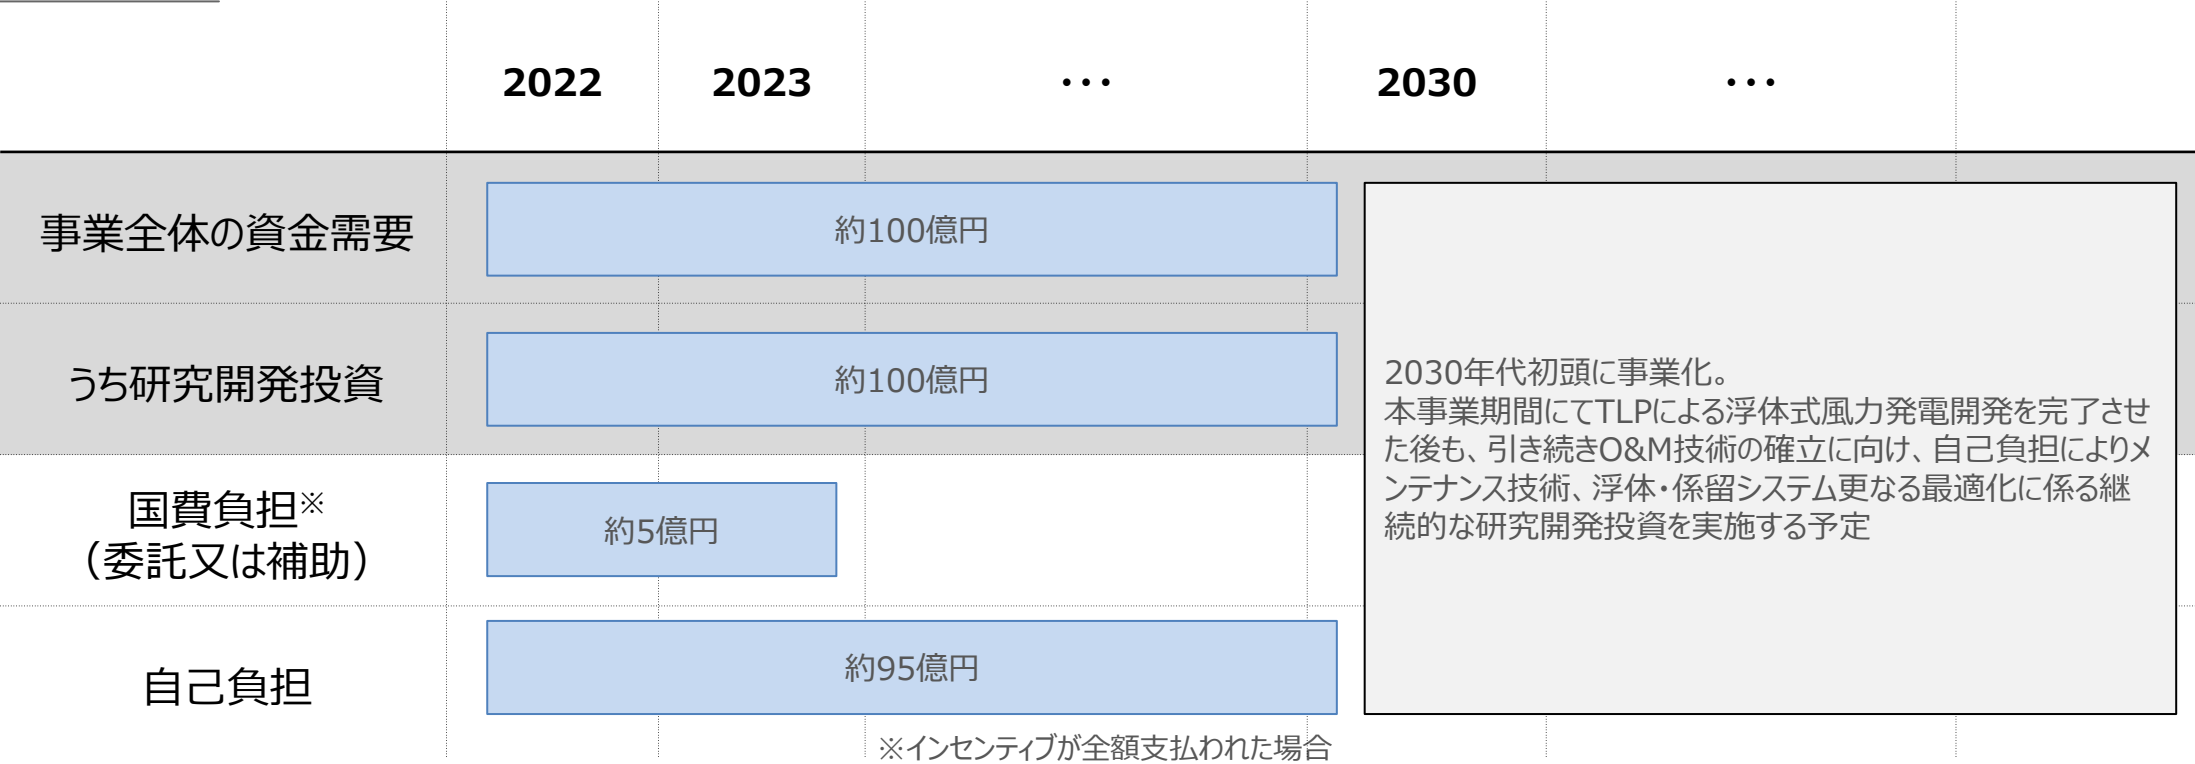 2022 2023 ・・・ 2030 ・・・
事業全体の資金需要
約100億円
うち研究開発投資
約100億円
国費負担※
（委託又は補助）
約5億円
自己負担
約95億円
2030年代初頭に事業化。
本事業期間にてTLPによる浮体式風力発電開発を完了させ
た後も、引き続きO&M技術の確立に向け、自己負担によりメ
ンテナンス技術、浮体・係留システム更なる最適化に係る継
続的な研究開発投資を実施する予定
※インセンティブが全額支払われた場合